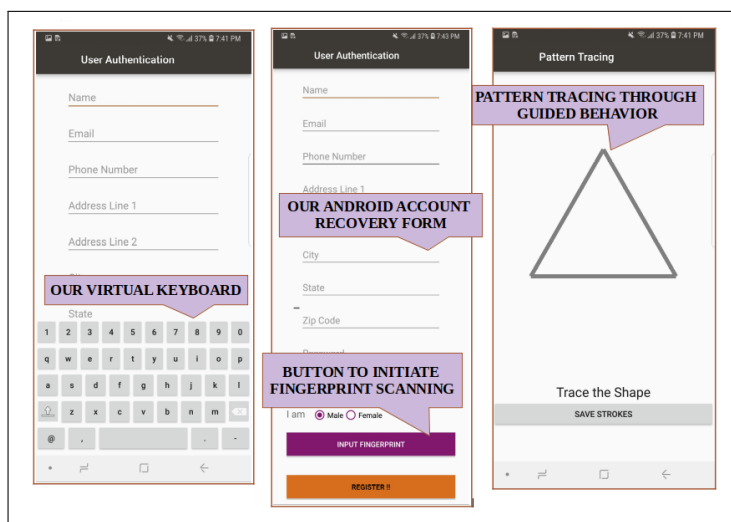 37% 7:41 PM
User Authentication
Name
Email
Phone Number
Address Line 1
Address Line 2
OUR VIRTUAL KEYBOARD
State
1 2 3 4 5 6 7 8 9 0
q w e r t y u i o p
a s d f g h j k l
z x c v b n m
@ , . -
37% 7:43 PM
User Authentication
Name
Email
Phone Number
Address Line 1
OUR ANDROID ACCOUNT
RECOVERY FORM
City
State
Zip Code
BUTTON TO INITIATE
FINGERPRINT SCANNING
I am Male Female
INPUT FINGERPRINT
REGISTER !!
37% 7:41 PM
Pattern Tracing
PATTERN TRACING THROUGH
GUIDED BEHAVIOR
Trace the Shape
SAVE STROKES